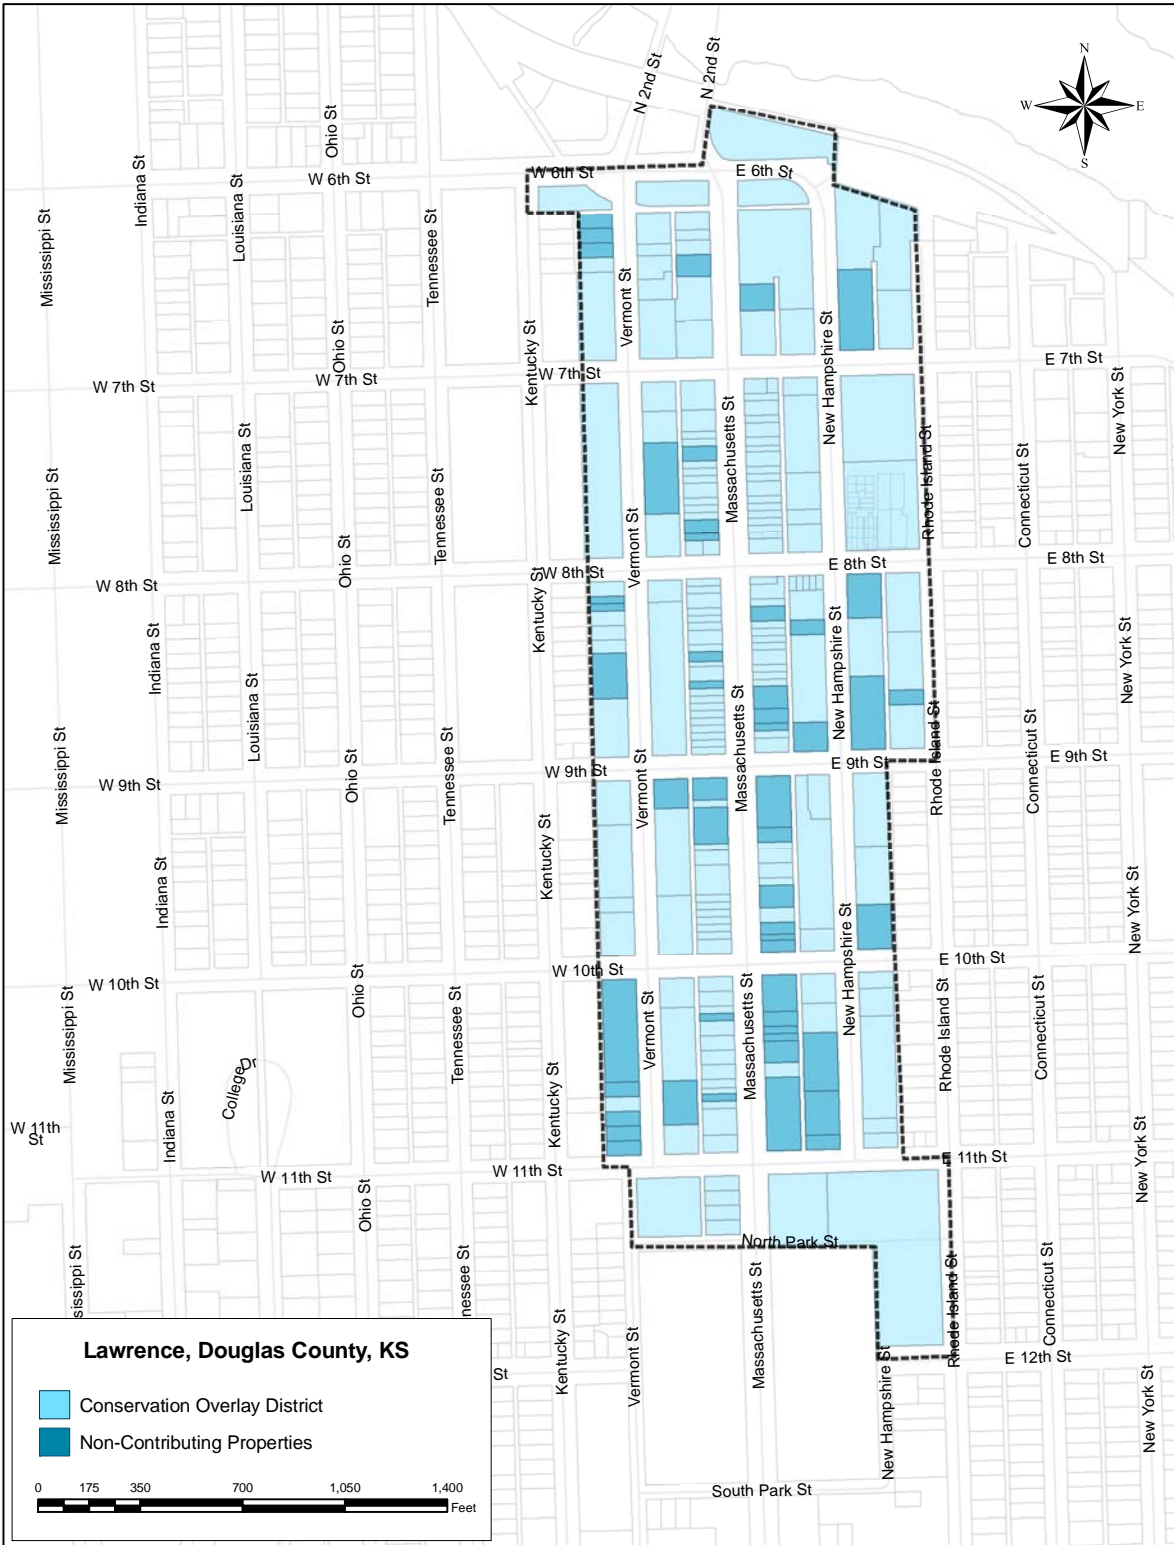 N 2nd St
N 2nd St
N
W E
S
Ohio St
Indiana St
Louisiana St
W 6th St
W 6th St
E 6th St
Mississippi St
Tennessee St
Vermont St
Ohio St
Kentucky St
New Hampshire St
W 7th St
W 7th St
W 7th St
E 7th St
New York St
Massachusetts St
Louisiana St
Rhode Island St
Connecticut St
Mississippi St
Tennessee St
Vermont St
Ohio St
W 8th St
W 8th St
E 8th St
E 8th St
Kentucky St
Indiana St
New Hampshire St
New York St
Louisiana St
Massachusetts St
Rhode Island St
Connecticut St
Mississippi St
Ohio St
Tennessee St
Vermont St
W 9th St
W 9th St
E 9th St
E 9th St
Kentucky St
Indiana St
New Hampshire St
New York St
W 10th St
W 10th St
E 10th St
Mississippi St
Ohio St
Tennessee St
Vermont St
Massachusetts St
Rhode Island St
Connecticut St
College Dr
Kentucky St
Indiana St
W 11th
St
W 11th St
W 11th St
E 11th St
New York St
Ohio St
North Park St
ssissippi St
nessee St
Massachusetts St
Rhode Island St
Connecticut St
Kentucky St
Vermont St
New Hampshire St
E 12th St
St
New York St
South Park St
Lawrence, Douglas County, KS
Conservation Overlay District
Non-Contributing Properties
0 175 350 700 1,050 1,400
Feet